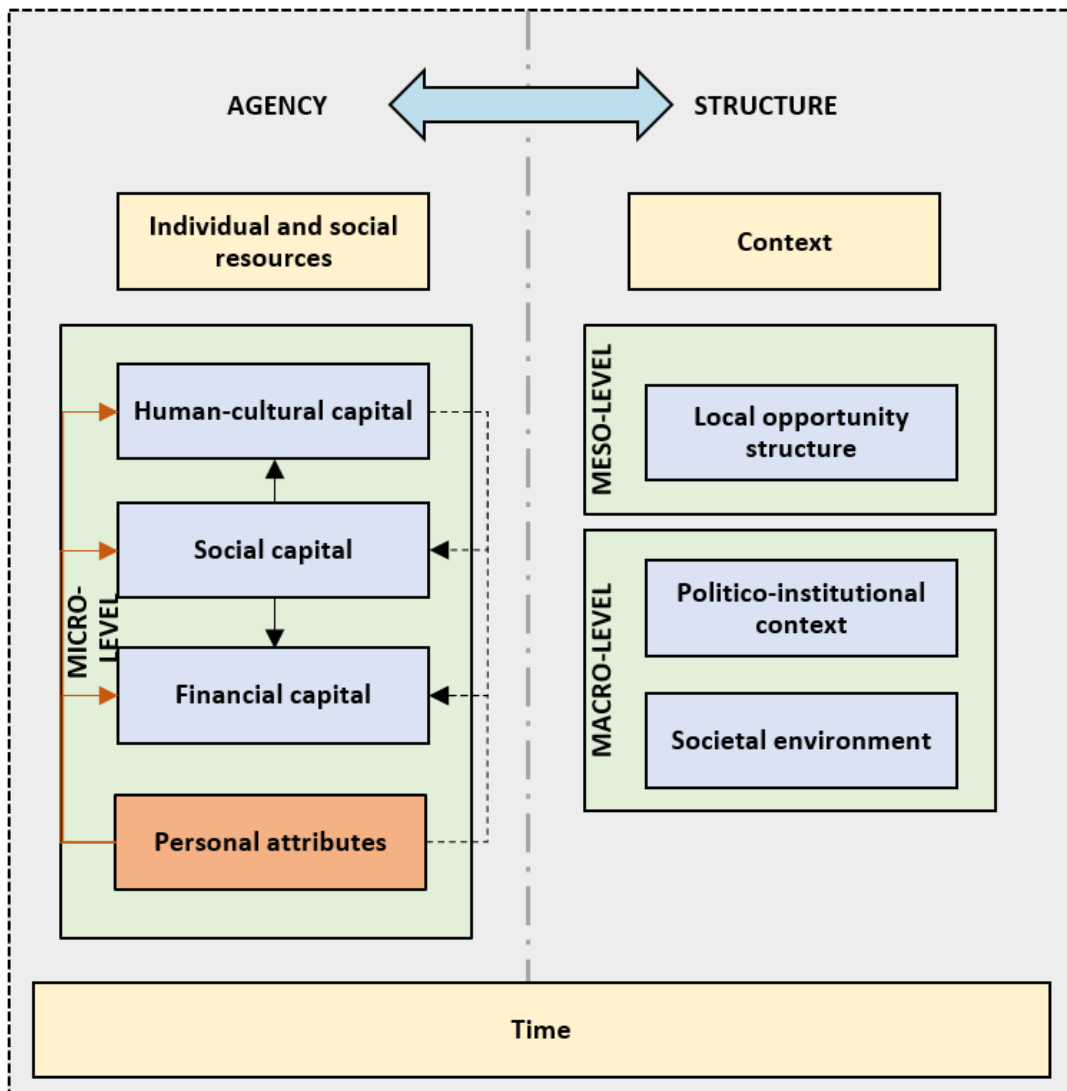 AGENCY
STRUCTURE
Individual and social
resources
Context
MICRO-
LEVEL
Human-cultural capital
Social capital
Financial capital
Personal attributes
MESO-LEVEL
Local opportunity
structure
MACRO-LEVEL
Politico-institutional
context
Societal environment
Time